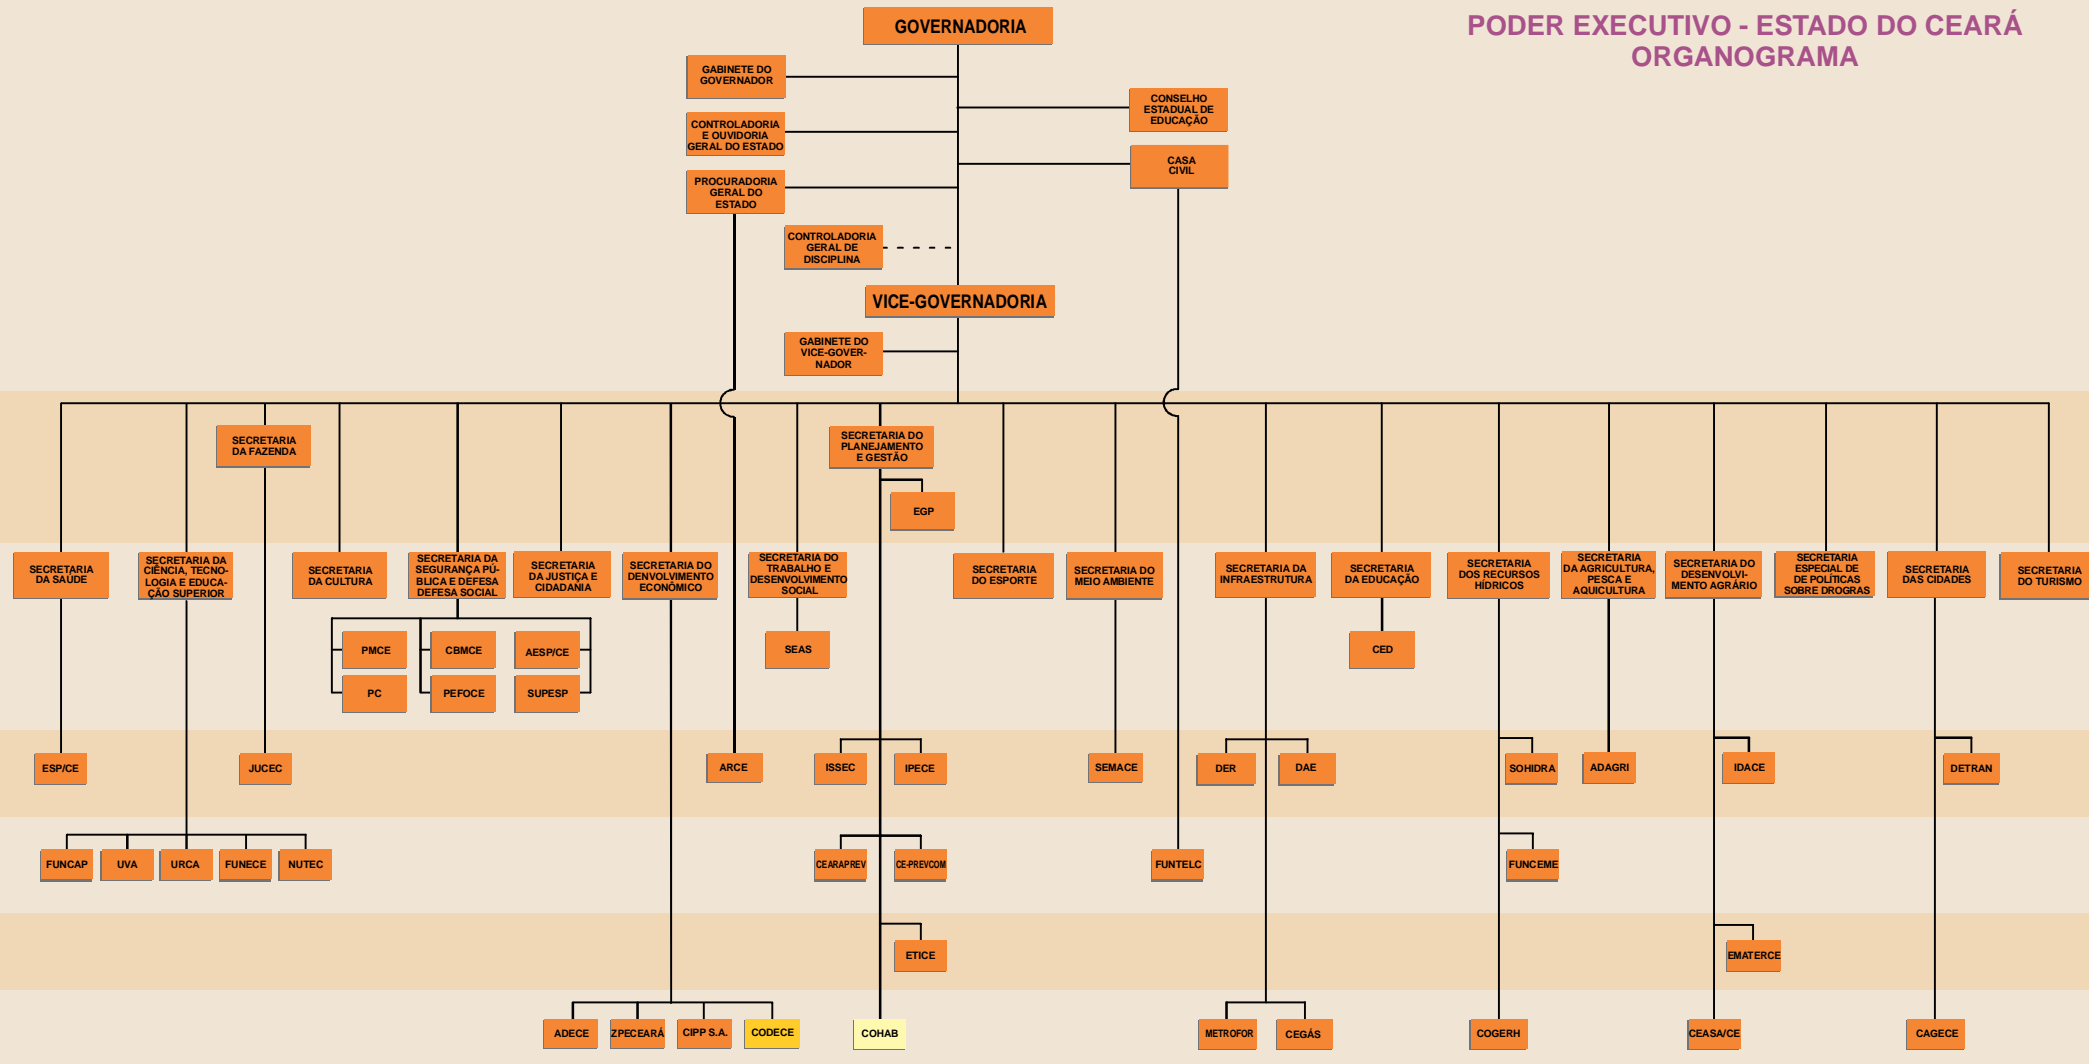 PODER EXECUTIVO - ESTADO DO CEARÁ
ORGANOGRAMA
GOVERNADORIA
GABINETE DO
GOVERNADOR
CONSELHO
ESTADUAL DE
EDUCAÇÃO
CONTROLADORIA
E OUVIDORIA
GERAL DO ESTADO
CASA
CIVIL
PROCURADORIA
GERAL DO
ESTADO
CONTROLADORIA
GERAL DE
DISCIPLINA
VICE-GOVERNADORIA
GABINETE DO
VICE-GOVER-
NADOR
SECRETARIA
DA FAZENDA
SECRETARIA DO
PLANEJAMENTO
E GESTÃO
EGP
SECRETARIA
DA SAÚDE
SECRETARIA DA
CIÊNCIA, TECNO-
LOGIA E EDUCA-
ÇÃO SUPERIOR
SECRETARIA
DA CULTURA
SECRETARIA DA
SEGURANÇA PÚ-
BLICA E DEFESA
DEFESA SOCIAL
SECRETARIA
DA JUSTIÇA E
CIDADANIA
SECRETARIA DO
DENVOLVIMENTO
ECONÔMICO
SECRETARIA DO
TRABALHO E
DESENVOLVIMENTO
SOCIAL
SECRETARIA
DO ESPORTE
SECRETARIA DO
MEIO AMBIENTE
SECRETARIA DA
INFRAESTRUTURA
SECRETARIA
DA EDUCAÇÃO
SECRETARIA
DOS RECURSOS
HÍDRICOS
SECRETARIA
DA AGRICULTURA,
PESCA E
AQUICULTURA
SECRETARIA DO
DESENVOLVI-
MENTO AGRÁRIO
SECRETARIA
ESPECIAL DE
DE POLÍTICAS
SOBRE DROGRAS
SECRETARIA
DAS CIDADES
SECRETARIA
DO TURISMO
PMCE
CBMCE
AESP/CE
SEAS
CED
PC
PEFOCE
SUPESP
ESP/CE
JUCEC
ARCE
ISSEC
IPECE
SEMACE
DER
DAE
SOHIDRA
ADAGRI
IDACE
DETRAN
FUNCAP
UVA
URCA
FUNECE
NUTEC
CEARAPREV
CE-PREVCOM
FUNTELC
FUNCEME
ETICE
EMATERCE
ADECE
ZPECEARÁ
CIPP S.A.
CODECE
COHAB
METROFOR
CEGÁS
COGERH
CEASA/CE
CAGECE